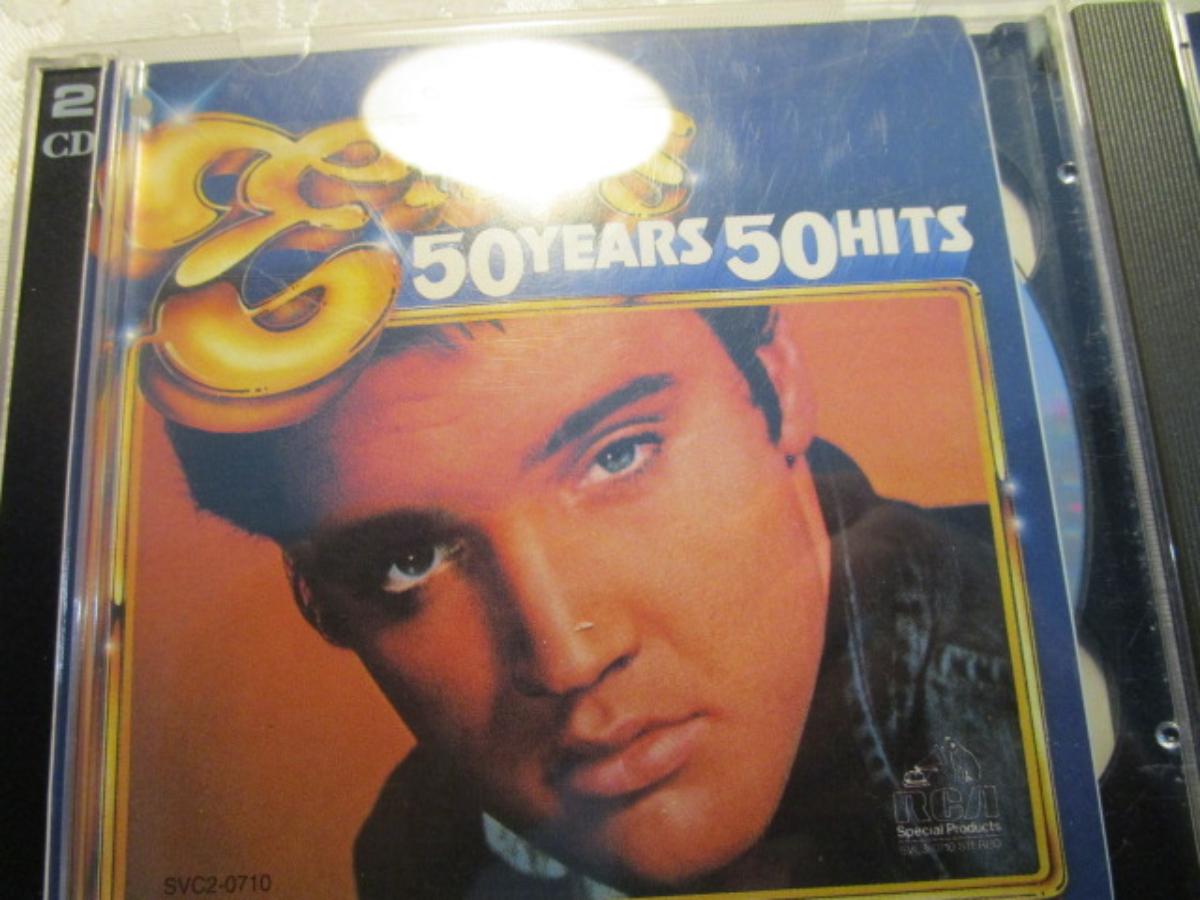 2
CD
50 YEARS 50 HITS
RCA
Special Products
SVC2-0710